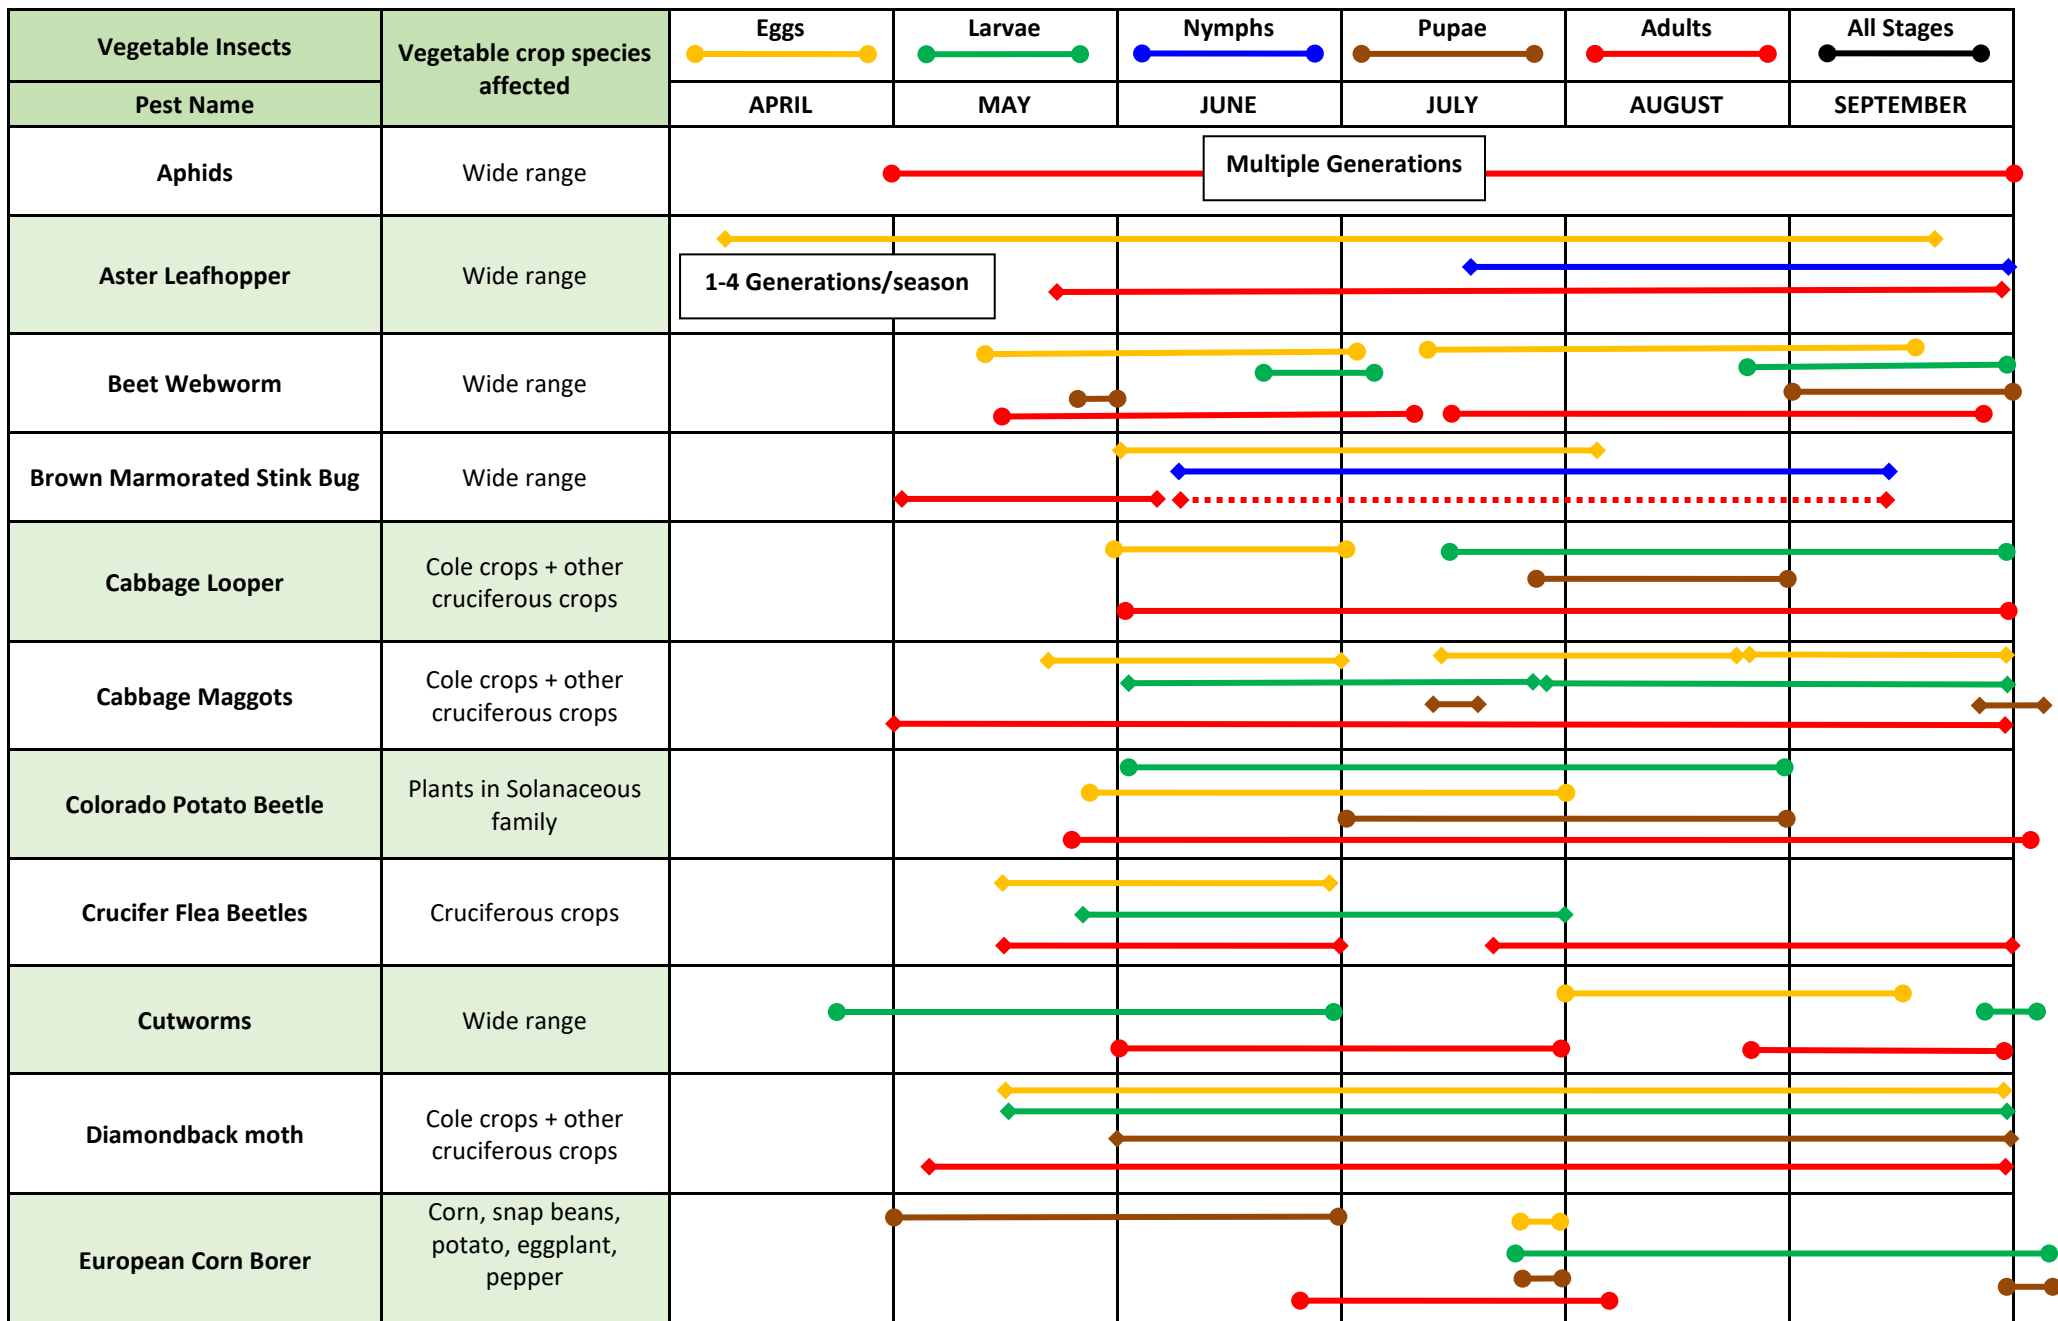 Vegetable Insects
Vegetable crop species
affected
Eggs
Larvae
Nymphs
Pupae
Adults
All Stages
Pest Name
APRIL
MAY
JUNE
JULY
AUGUST
SEPTEMBER
Aphids
Wide range
Multiple Generations
Aster Leafhopper
Wide range
1-4 Generations/season
Beet Webworm
Wide range
Brown Marmorated Stink Bug
Wide range
Cabbage Looper
Cole crops + other
cruciferous crops
Cabbage Maggots
Cole crops + other
cruciferous crops
Colorado Potato Beetle
Plants in Solanaceous
family
Crucifer Flea Beetles
Cruciferous crops
Cutworms
Wide range
Diamondback moth
Cole crops + other
cruciferous crops
European Corn Borer
Corn, snap beans,
potato, eggplant,
pepper